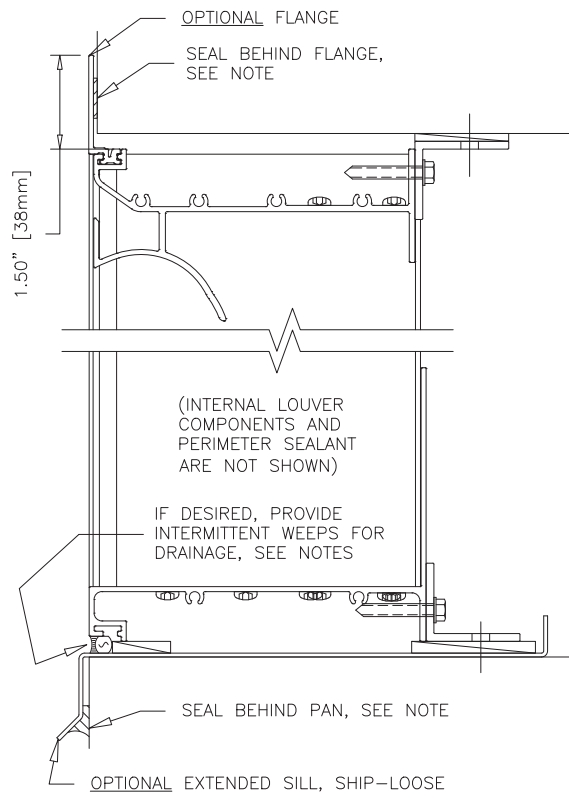 OPTIONAL FLANGE
SEAL BEHIND FLANGE,
SEE NOTE
1.50" [38mm]
(INTERNAL LOUVER
COMPONENTS AND
PERIMETER SEALANT
ARE NOT SHOWN)
IF DESIRED, PROVIDE
INTERMITTENT WEEPS FOR
DRAINAGE, SEE NOTES
SEAL BEHIND PAN, SEE NOTE
OPTIONAL EXTENDED SILL, SHIP–LOOSE